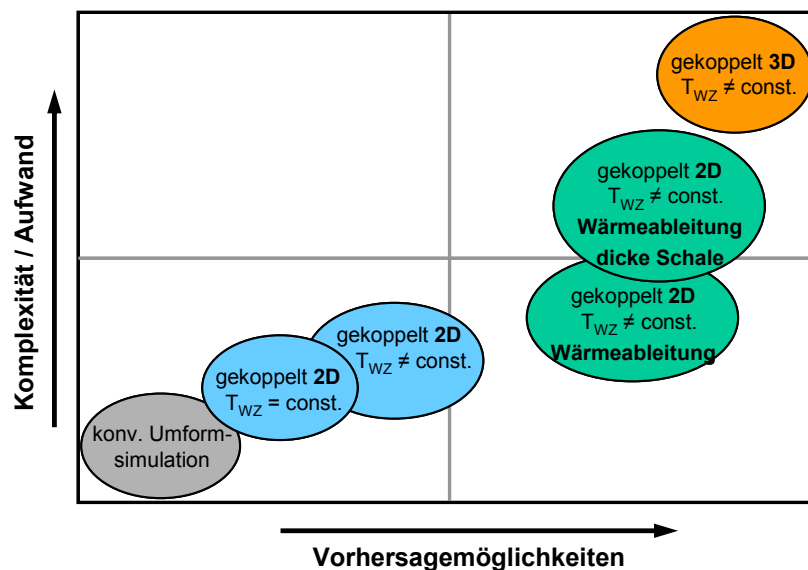 gekoppelt 3D
T_WZ ≠ const.
gekoppelt 2D
T_WZ ≠ const.
Wärmeableitung
dicke Schale
gekoppelt 2D
T_WZ ≠ const.
Wärmeableitung
gekoppelt 2D
T_WZ ≠ const.
gekoppelt 2D
T_WZ = const.
konv. Umform-
simulation
Komplexität / Aufwand
Vorhersagemöglichkeiten